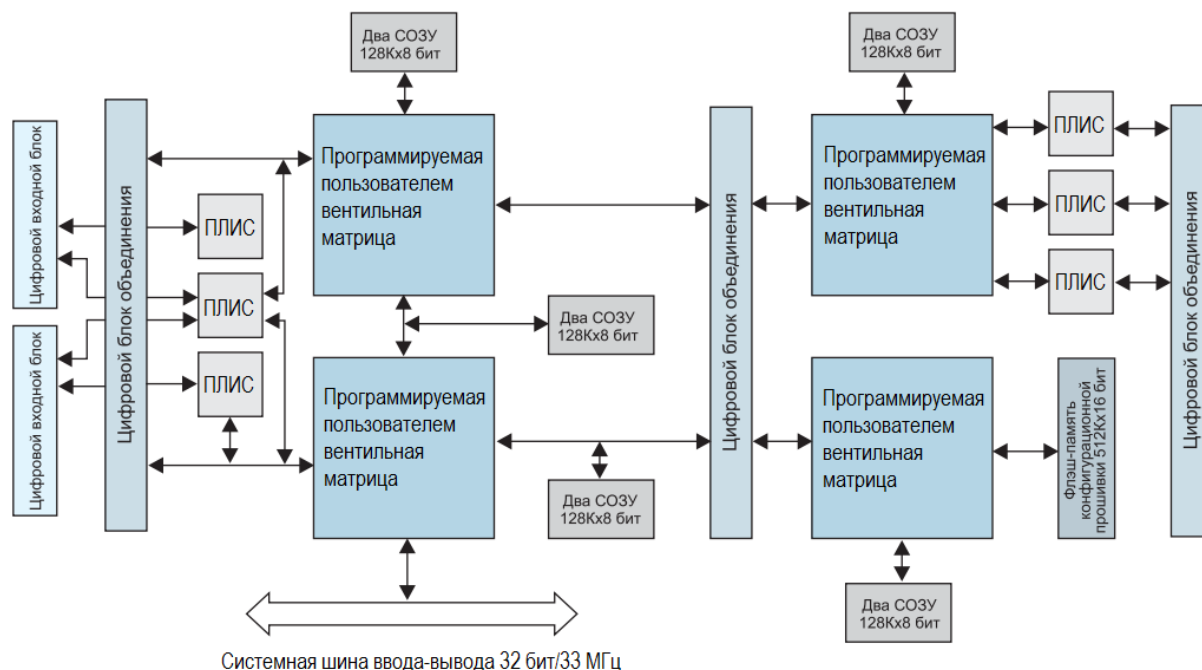 Два СОЗУ
128Кх8 бит
Два СОЗУ
128Кх8 бит
Цифровой входной блок
Цифровой входной блок
Цифровой блок объединения
ПЛИС
ПЛИС
ПЛИС
Программируемая
пользователем
вентильная
матрица
Два СОЗУ
128Кх8 бит
Программируемая
пользователем
вентильная
матрица
Два СОЗУ
128Кх8 бит
Цифровой блок объединения
Программируемая
пользователем
вентильная
матрица
ПЛИС
ПЛИС
ПЛИС
Программируемая
пользователем
вентильная
матрица
Флэш-память
конфигурационной
прошивки 512Кх16 бит
Цифровой блок объединения
Два СОЗУ
128Кх8 бит
Системная шина ввода-вывода 32 бит/33 МГц